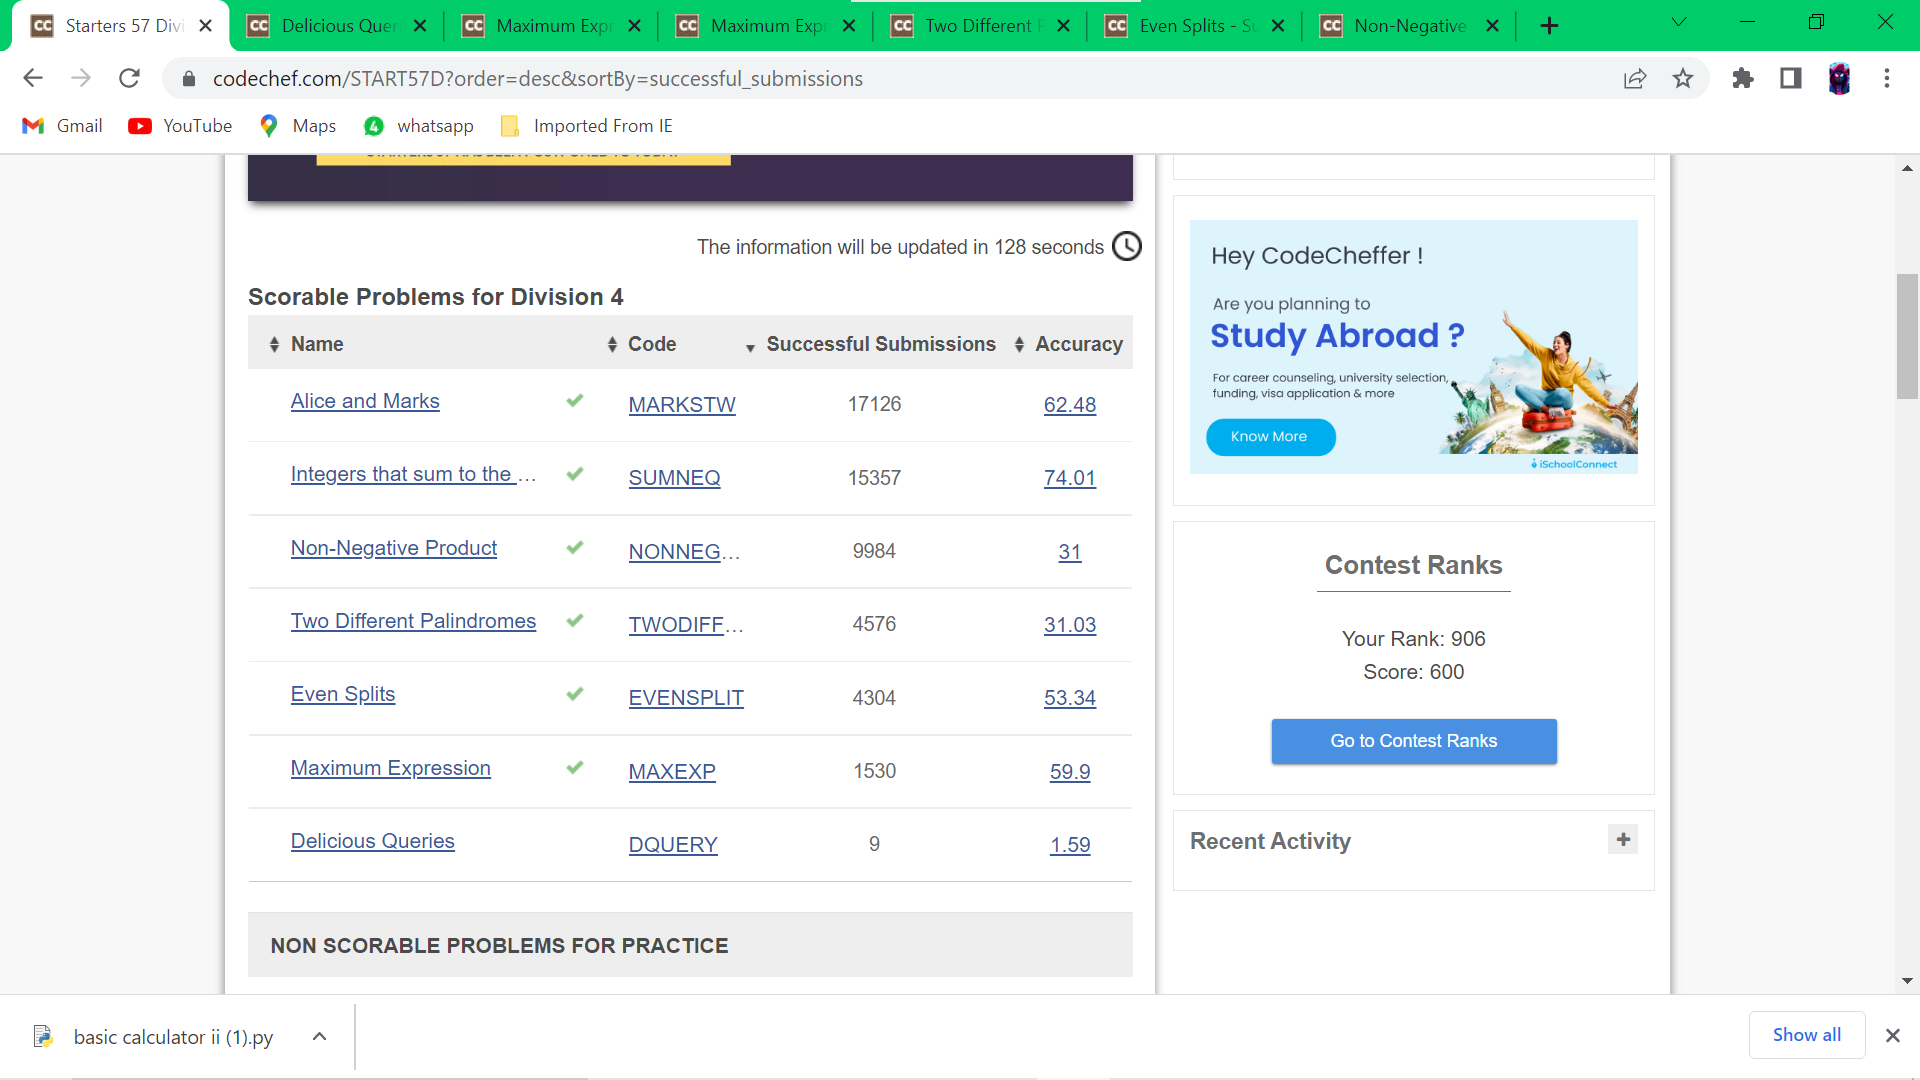 Starters 57 Divi
Delicious Quer
Maximum Expr
Maximum Expr
Two Different P
Even Splits - Su
Non-Negative
codechef.com/START57D?order=desc&sortBy=successful_submissions
Gmail
YouTube
Maps
whatsapp
Imported From IE
The information will be updated in 128 seconds
Scorable Problems for Division 4
Name Code Successful Submissions Accuracy
Alice and Marks MARKSTW 17126 62.48
Integers that sum to the ... SUMNEQ 15357 74.01
Non-Negative Product NONNEG... 9984 31
Two Different Palindromes TWODIFF... 4576 31.03
Even Splits EVENSPLIT 4304 53.34
Maximum Expression MAXEXP 1530 59.9
Delicious Queries DQUERY 9 1.59
NON SCORABLE PROBLEMS FOR PRACTICE
Hey CodeCheffer !
Are you planning to
Study Abroad ?
For career counseling, university selection,
funding, visa application & more
Know More
iSchoolConnect
Contest Ranks
Your Rank: 906
Score: 600
Go to Contest Ranks
Recent Activity
basic calculator ii (1).py
Show all